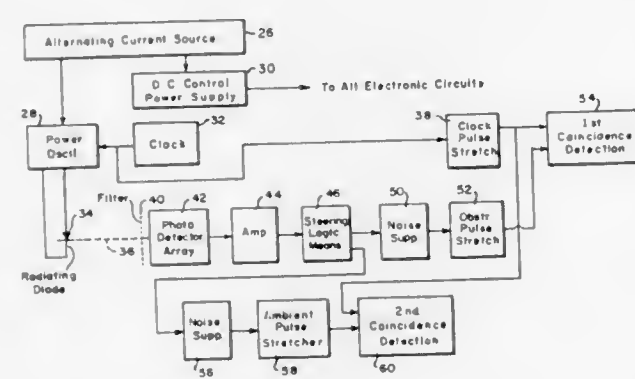 Alternating Current Source
26
D C Control
Power Supply
30
To All Electronic Circuits
28
Power
Oscil
32
Clock
38
Clock
Pulse
Stretch
54
1st
Coincidence
Detection
34
Filter
40
42
Photo
Detector
Array
44
Amp
46
Steering
Logic
Means
50
Noise
Supp
52
Obstr
Pulse
Stretch
36
Radiating
Diode
Noise
Supp.
56
Ambient
Pulse
Stretcher
58
2nd
Coincidence
Detection
60